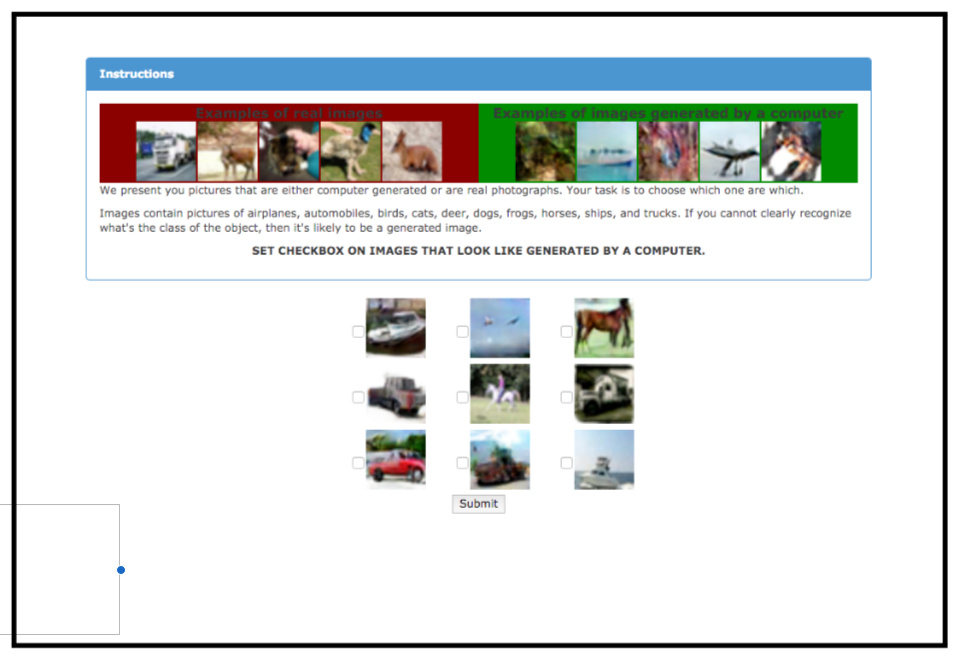 Instructions
Examples of real images
Examples of images generated by a computer
We present you pictures that are either computer generated or are real photographs. Your task is to choose which one are which.
Images contain pictures of airplanes, automobiles, birds, cats, deer, dogs, frogs, horses, ships, and trucks. If you cannot clearly recognize
what's the class of the object, then it's likely to be a generated image.
SET CHECKBOX ON IMAGES THAT LOOK LIKE GENERATED BY A COMPUTER.
Submit